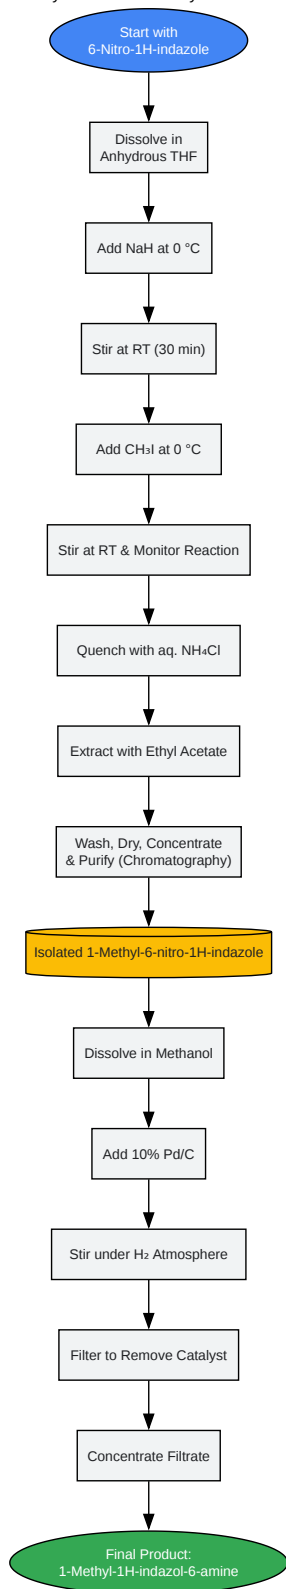 Start with
6-Nitro-1H-indazole
Dissolve in
Anhydrous THF
Add NaH at 0 °C
Stir at RT (30 min)
Add CH₃I at 0 °C
Stir at RT & Monitor Reaction
Quench with aq. NH₄Cl
Extract with Ethyl Acetate
Wash, Dry, Concentrate
& Purify (Chromatography)
Isolated 1-Methyl-6-nitro-1H-indazole
Dissolve in Methanol
Add 10% Pd/C
Stir under H₂ Atmosphere
Filter to Remove Catalyst
Concentrate Filtrate
Final Product:
1-Methyl-1H-indazol-6-amine